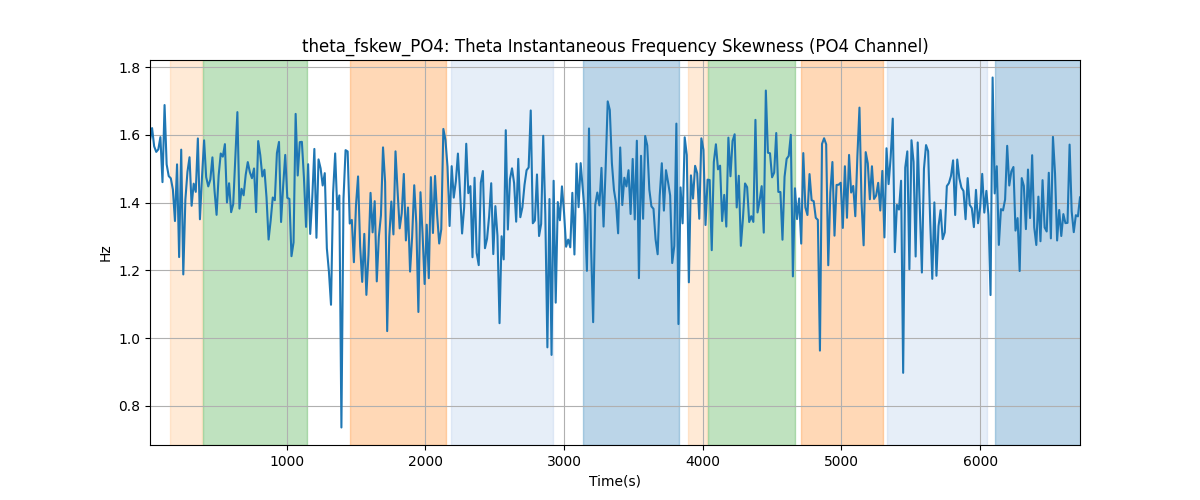 theta_fskew_PO4: Theta Instantaneous Frequency Skewness (PO4 Channel)
1.8
1.6
1.4
1.2
1.0
0.8
Hz
1000 2000 3000 4000 5000 6000
Time(s)